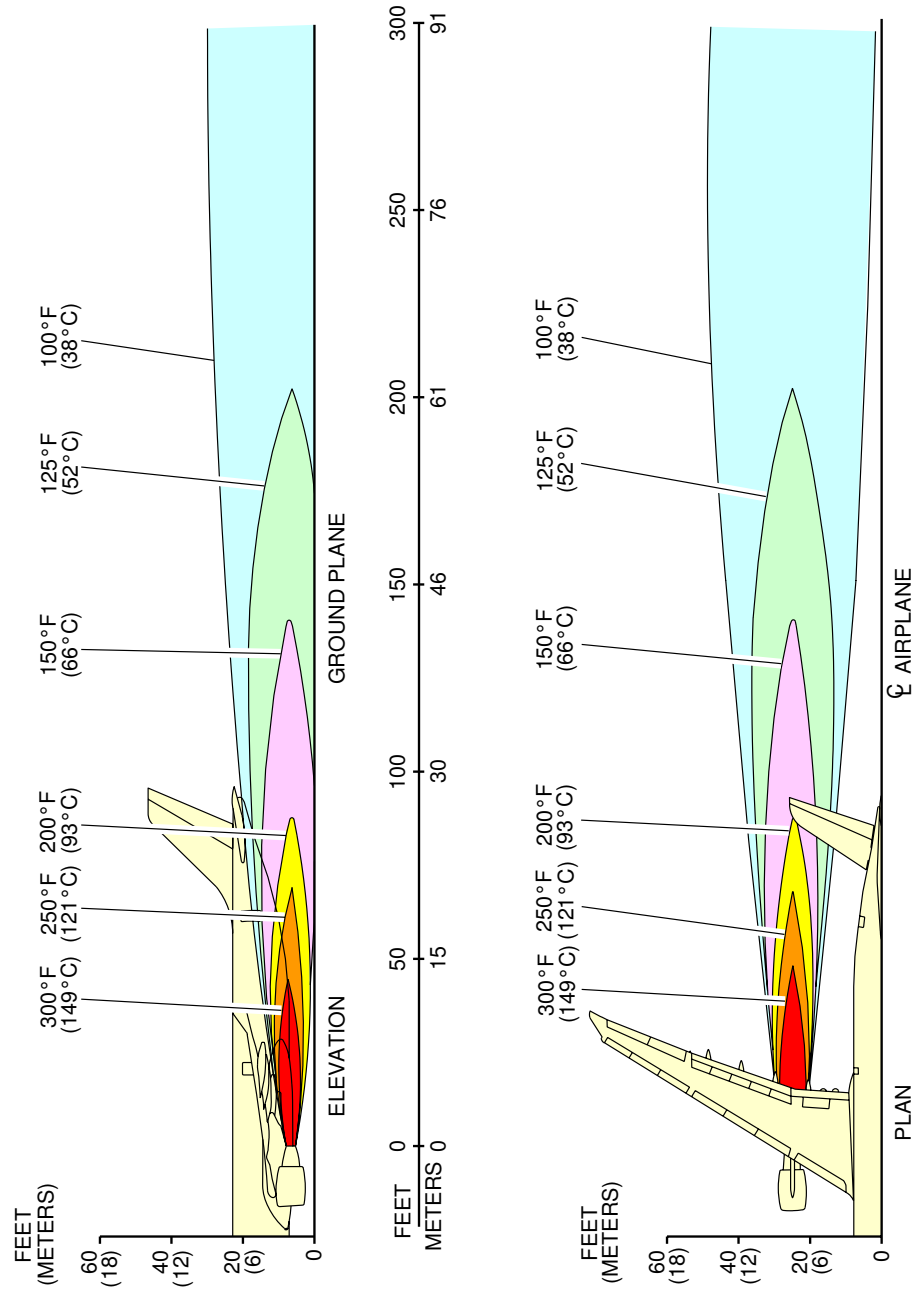 FEET
(METERS)
60
(18)
40
(12)
20
(6)
0
300°F
(149°C)
250°F
(121°C)
200°F
(93°C)
150°F
(66°C)
125°F
(52°C)
100°F
(38°C)
ELEVATION
GROUND PLANE
FEET
0
50
100
150
200
250
300
METERS
0
15
30
46
61
76
91
FEET
(METERS)
60
(18)
40
(12)
20
(6)
0
300°F
(149°C)
250°F
(121°C)
200°F
(93°C)
150°F
(66°C)
125°F
(52°C)
100°F
(38°C)
PLAN
℄ AIRPLANE